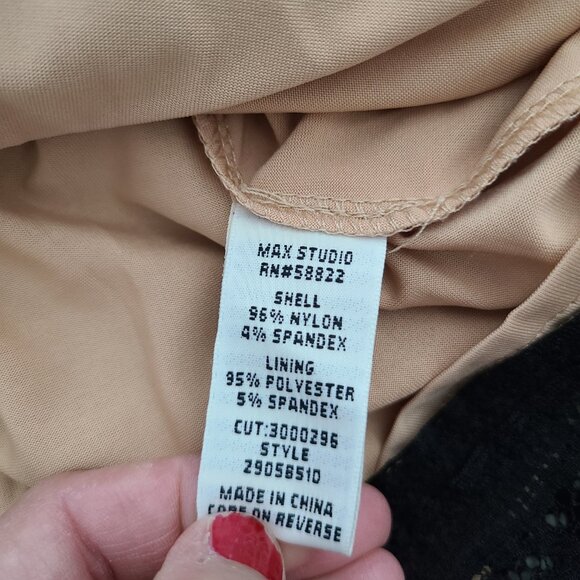 MAX STUDIO
RN#58822
SHELL
96% NYLON
4% SPANDEX
LINING
95% POLYESTER
5% SPANDEX
CUT:3000296
STYLE
29058510
MADE IN CHINA
CARE ON REVERSE